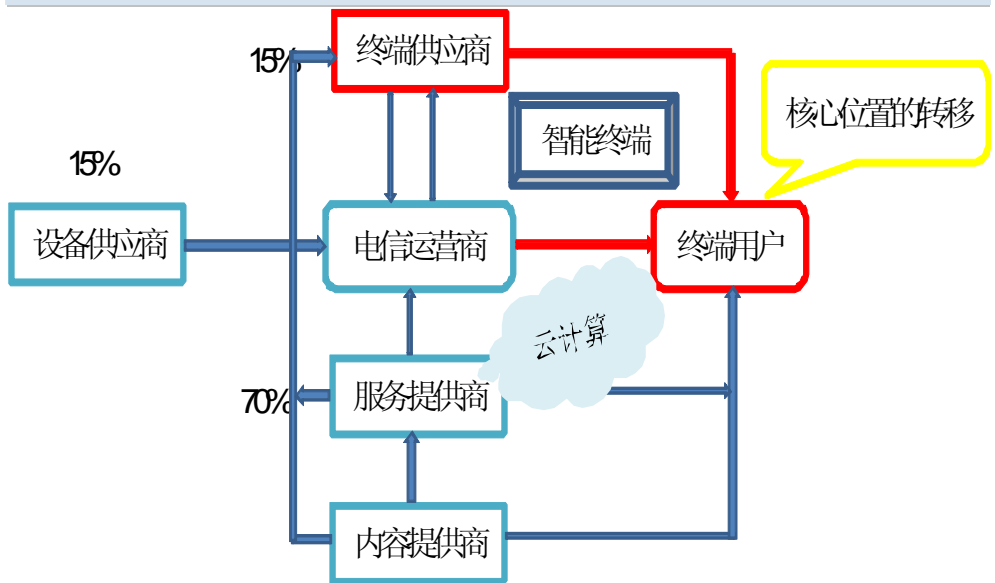 终端供应商
15%
核心位置的转移
智能终端
15%
设备供应商
电信运营商
终端用户
云计算
70%
服务提供商
内容提供商